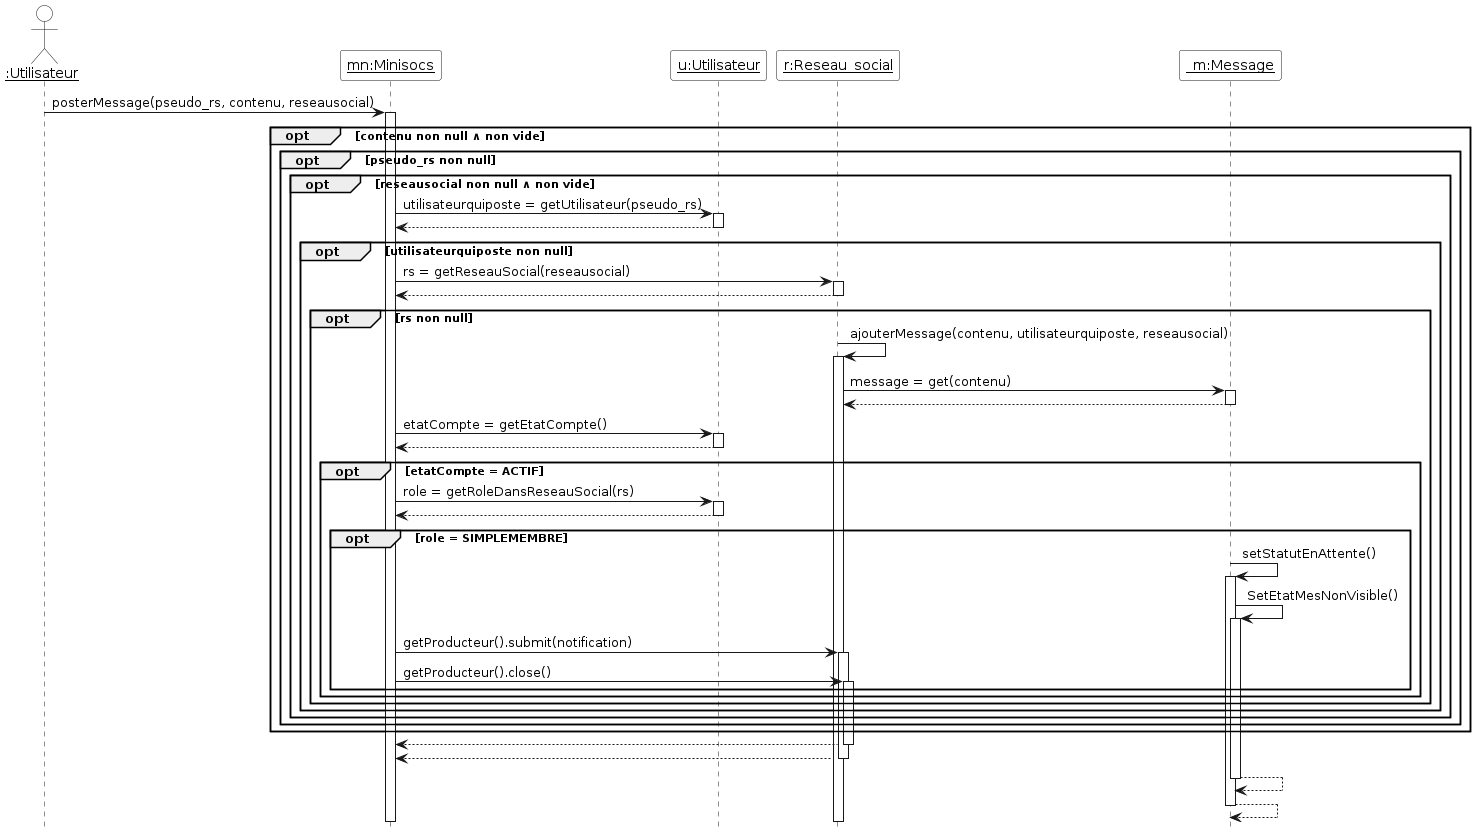 :Utilisateur
mn:Minisocs
u:Utilisateur
r:Reseau_social
_m:Message
posterMessage(pseudo_rs, contenu, reseausocial)
opt [contenu non null ∧ non vide]
opt [pseudo_rs non null]
opt [reseausocial non null ∧ non vide]
utilisateurquiposte = getUtilisateur(pseudo_rs)
opt [utilisateurquiposte non null]
rs = getReseauSocial(reseausocial)
opt [rs non null]
ajouterMessage(contenu, utilisateurquiposte, reseausocial)
message = get(contenu)
etatCompte = getEtatCompte()
opt [etatCompte = ACTIF]
role = getRoleDansReseauSocial(rs)
opt [role = SIMPLEMEMBRE]
setStatutEnAttente()
SetEtatMesNonVisible()
getProducteur().submit(notification)
getProducteur().close()